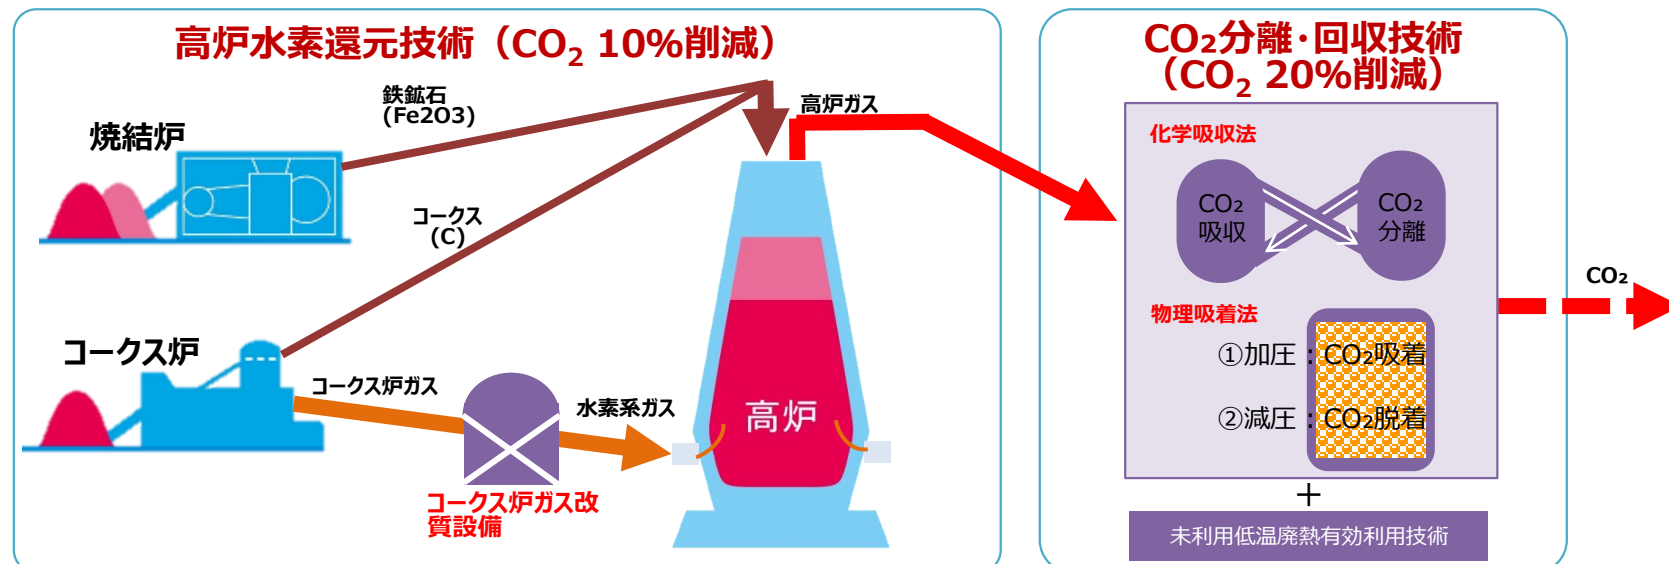 高炉水素還元技術（CO₂ 10%削減）
鉄鉱石
(Fe2O3)
焼結炉
コークス
(C)
高炉ガス
コークス炉
コークス炉ガス
水素系ガス
高炉
コークス炉ガス改
質設備
CO₂分離・回収技術
（CO₂ 20%削減）
化学吸収法
CO₂
吸収
CO₂
分離
物理吸着法
①加圧：CO₂吸着
②減圧：CO₂脱着
＋
未利用低温廃熱有効利用技術
CO₂